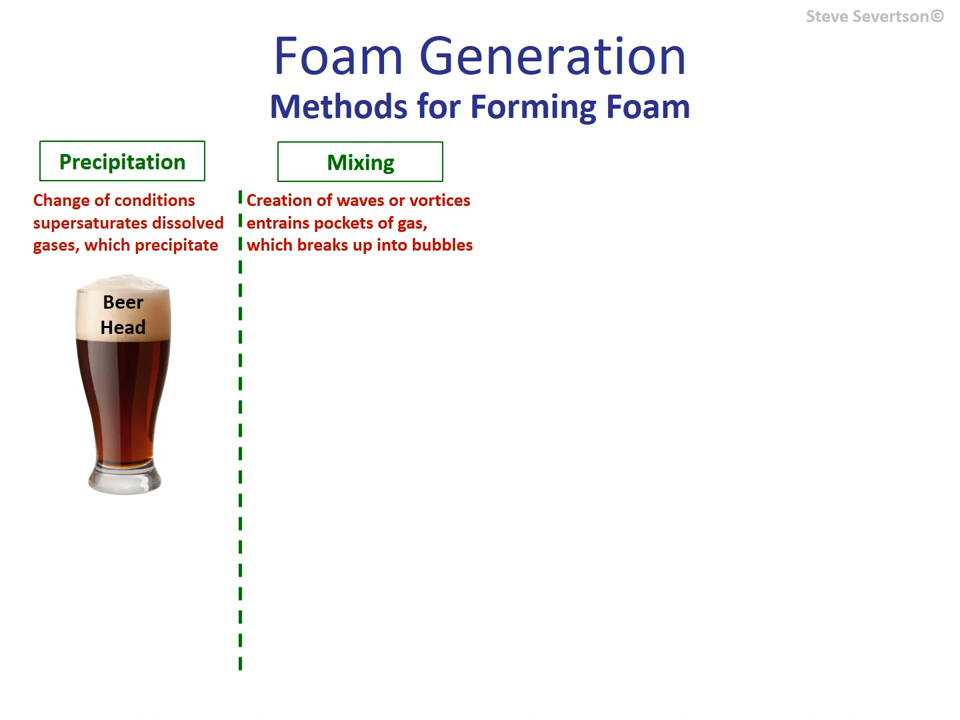 Steve Severtson©
Foam Generation
Methods for Forming Foam
Precipitation
Change of conditions
supersaturates dissolved
gases, which precipitate
Beer
Head
Mixing
Creation of waves or vortices
entrains pockets of gas,
which breaks up into bubbles